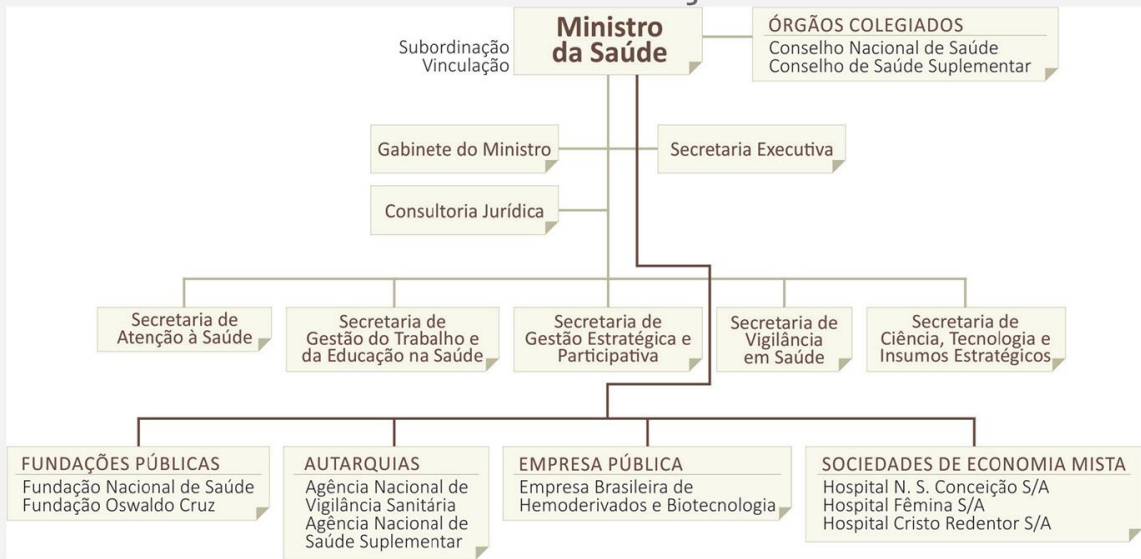 Ministro
da Saúde
Subordinação
Vinculação
ÓRGÃOS COLEGIADOS
Conselho Nacional de Saúde
Conselho de Saúde Suplementar
Gabinete do Ministro
Secretaria Executiva
Consultoria Jurídica
Secretaria de
Atenção à Saúde
Secretaria de
Gestão do Trabalho e
da Educação na Saúde
Secretaria de
Gestão Estratégica e
Participativa
Secretaria de
Vigilância
em Saúde
Secretaria de
Ciência, Tecnologia e
Insumos Estratégicos
FUNDAÇÕES PÚBLICAS
Fundação Nacional de Saúde
Fundação Oswaldo Cruz
AUTARQUIAS
Agência Nacional de
Vigilância Sanitária
Agência Nacional de
Saúde Suplementar
EMPRESA PÚBLICA
Empresa Brasileira de
Hemoderivados e Biotecnologia
SOCIEDADES DE ECONOMIA MISTA
Hospital N. S. Conceição S/A
Hospital Fêmina S/A
Hospital Cristo Redentor S/A